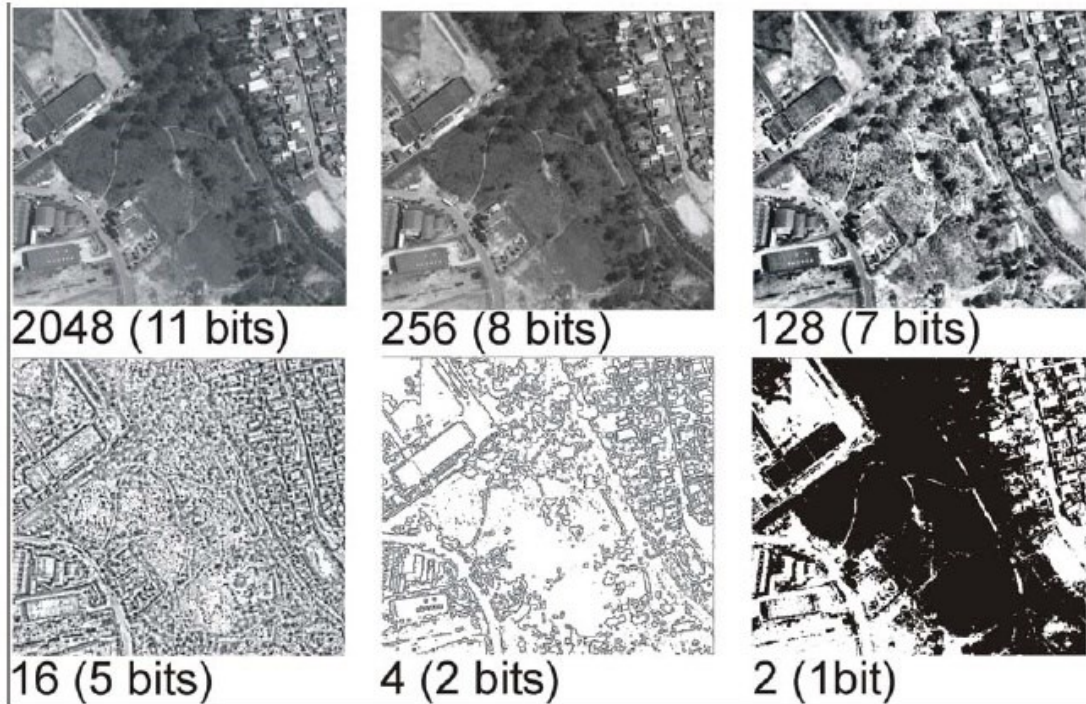 2048 (11 bits)
256 (8 bits)
128 (7 bits)
16 (5 bits)
4 (2 bits)
2 (1bit)